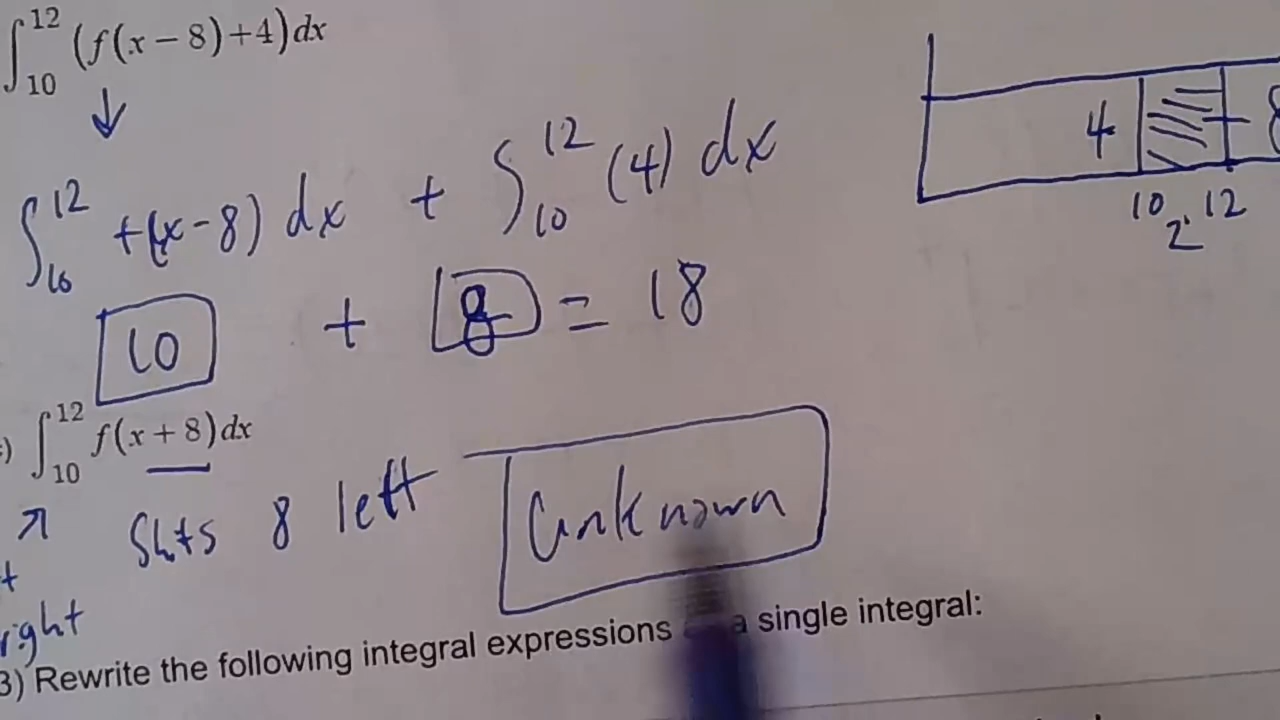 ∫₁₀¹² (f(x − 8)+4)dx
↓
∫₁₀¹² +(x-8) dx + ∫₁₀¹² (4) dx
10 + 8 = 18
4 8
10 12
2
) ∫₁₀¹² f(x + 8)dx
Shfts 8 left unknown
right
3) Rewrite the following integral expressions a single integral: